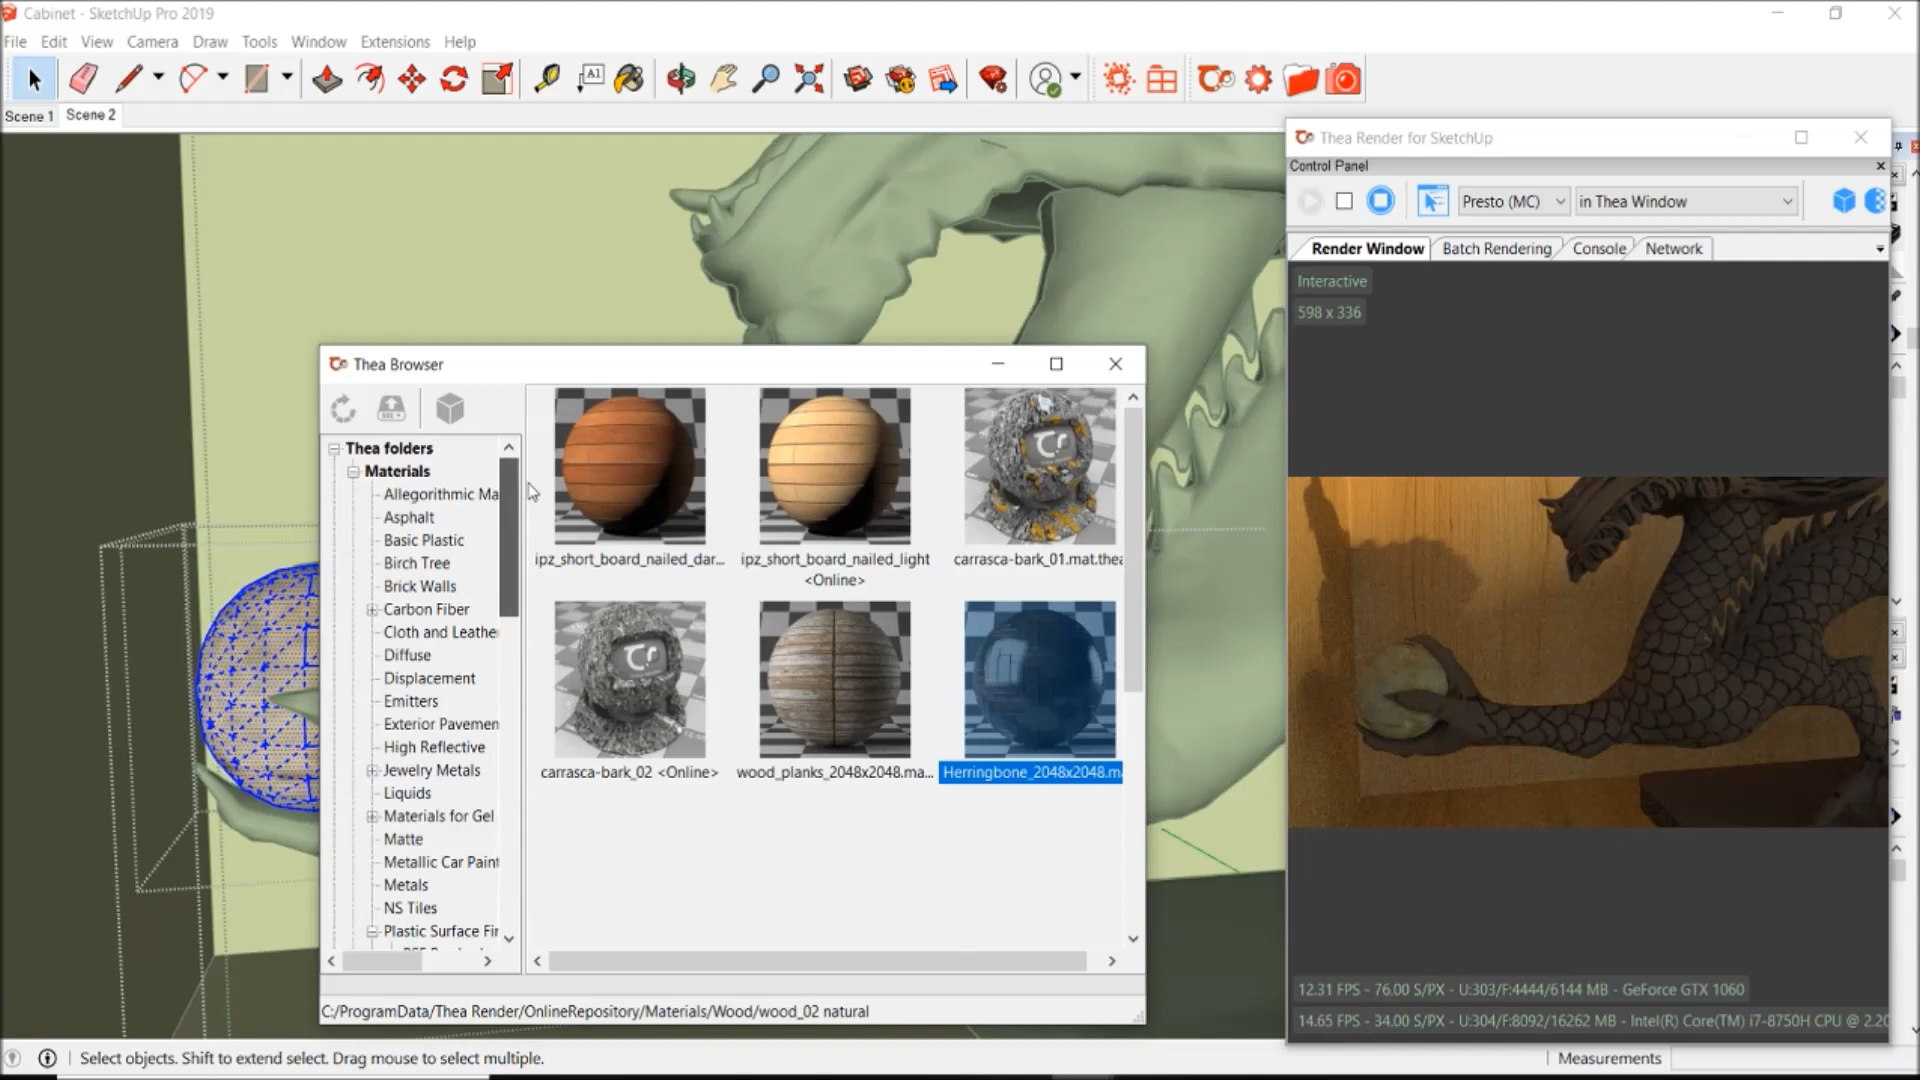 Cabinet - SketchUp Pro 2019
File Edit View Camera Draw Tools Window Extensions Help
A1
Scene 1 Scene 2
Thea Render for SketchUp
Control Panel
Presto (MC) in Thea Window
Render Window Batch Rendering Console Network
Interactive
598 x 336
Thea Browser
Thea folders
Materials
Allegorithmic Ma
Asphalt
Basic Plastic
Birch Tree
Brick Walls
Carbon Fiber
Cloth and Leathe
Diffuse
Displacement
Emitters
Exterior Pavemen
High Reflective
Jewelry Metals
Liquids
Materials for Gel
Matte
Metallic Car Paint
Metals
NS Tiles
Plastic Surface Fir
ipz_short_board_nailed_dar...
ipz_short_board_nailed_light
<Online>
carrasca-bark_01.mat.thea
carrasca-bark_02 <Online>
wood_planks_2048x2048.ma...
Herringbone_2048x2048.ma
C:/ProgramData/Thea Render/OnlineRepository/Materials/Wood/wood_02 natural
12.31 FPS - 76.00 S/PX - U:303/F:4444/6144 MB - GeForce GTX 1060
14.65 FPS - 34.00 S/PX - U:304/F:8092/16262 MB - Intel(R) Core(TM) i7-8750H CPU @ 2.20
Select objects. Shift to extend select. Drag mouse to select multiple.
Measurements